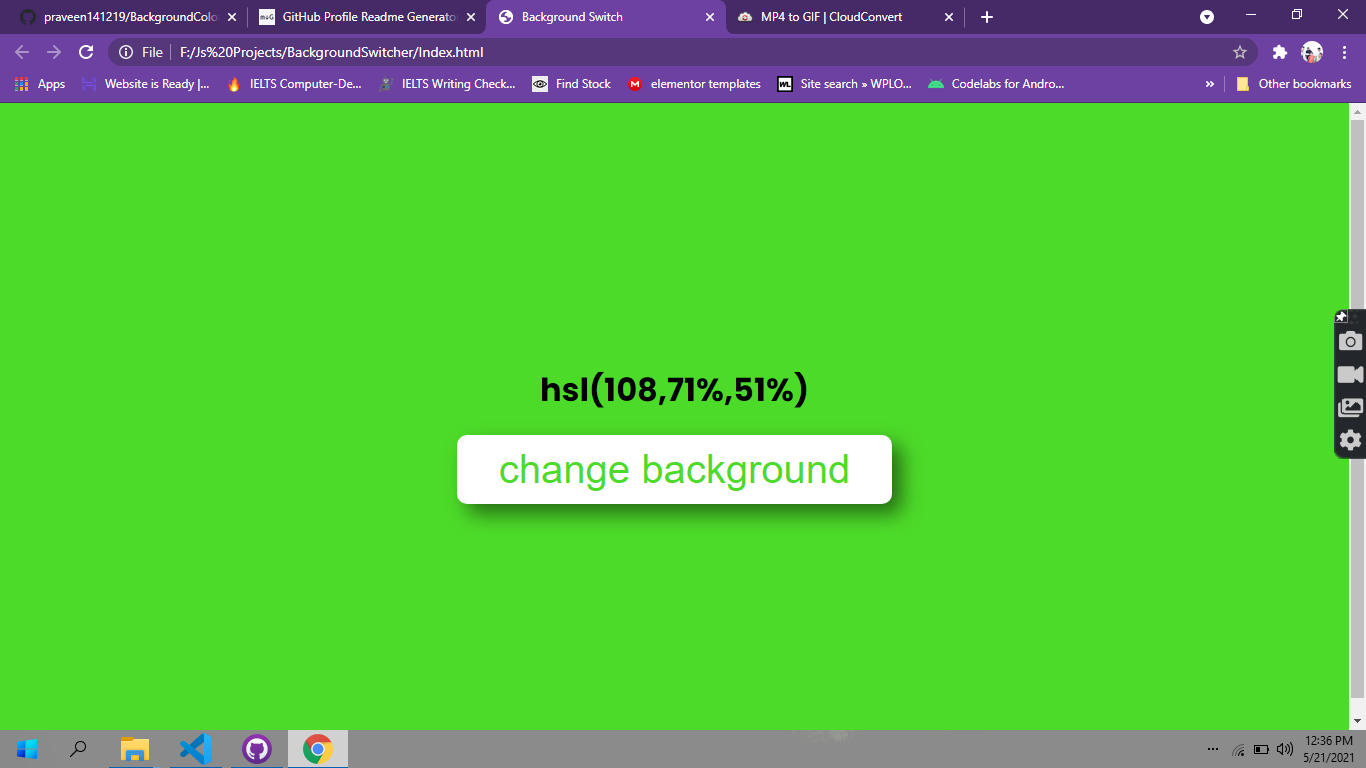 praveen141219/BackgroundColo
GitHub Profile Readme Generator
Background Switch
MP4 to GIF | CloudConvert
File
F:/Js%20Projects/BackgroundSwitcher/Index.html
Apps
Website is Ready |...
IELTS Computer-De...
IELTS Writing Check...
Find Stock
elementor templates
WL
Site search » WPLO...
Codelabs for Andro...
»
Other bookmarks
hsl(108,71%,51%)
change background
12:36 PM
5/21/2021